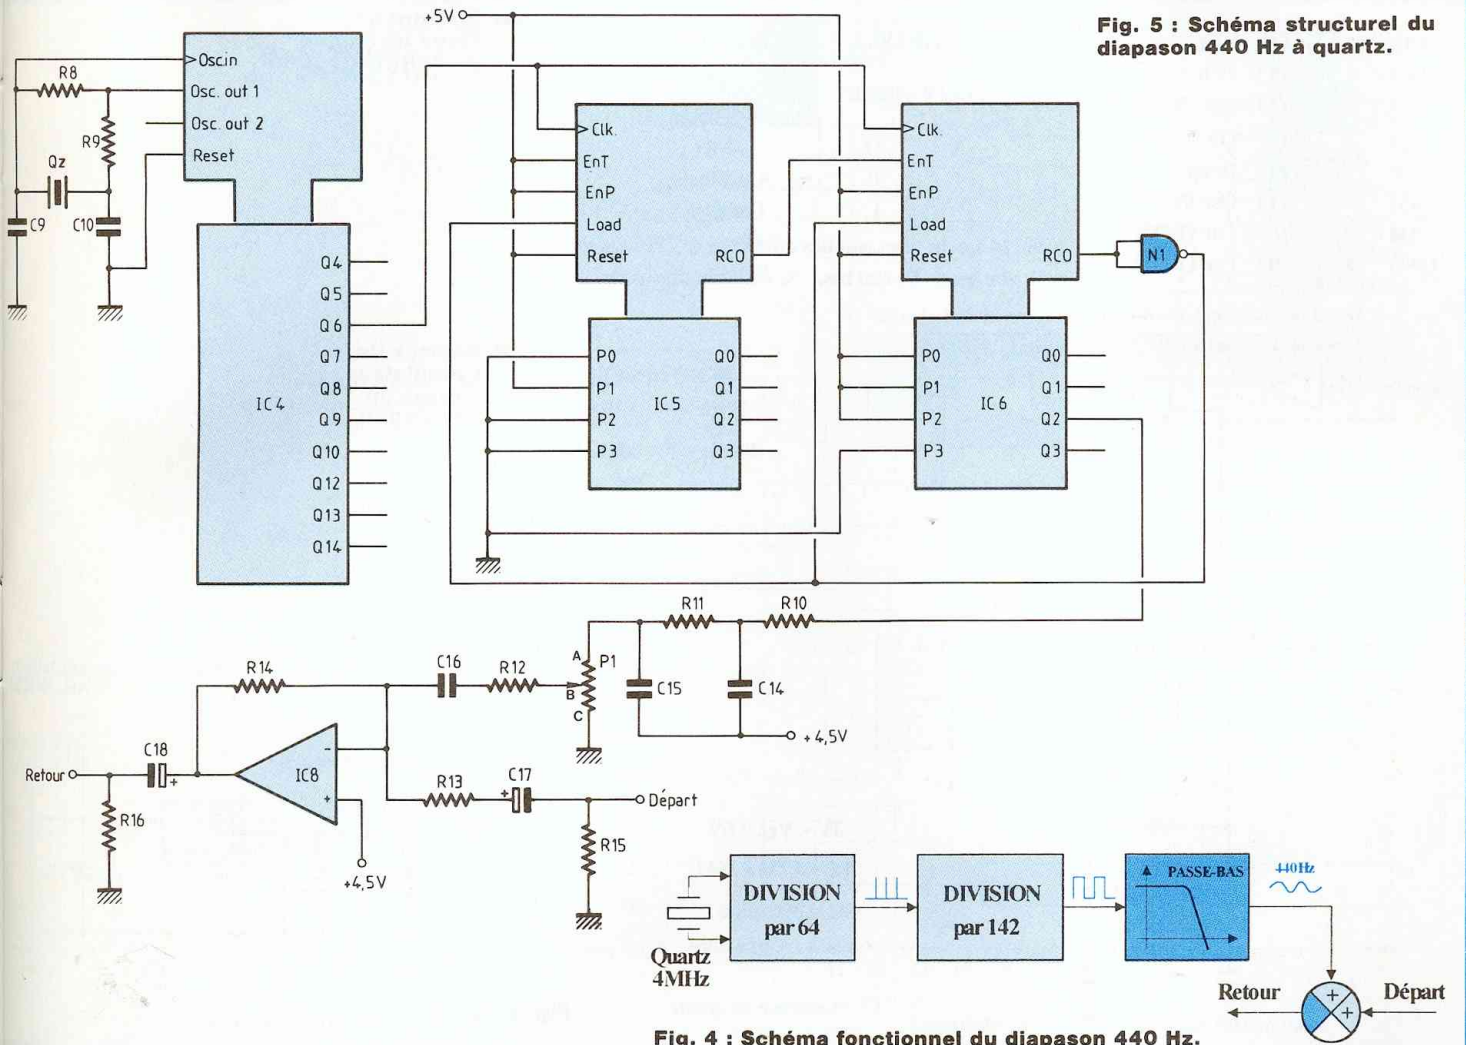 Fig. 5 : Schéma structurel du
diapason 440 Hz à quartz.
+5V
Osc.in
Osc. out 1
Osc. out 2
Reset
R8
R9
Qz
C9
C10
Q4
Q5
Q6
Q7
Q8
Q9
Q10
Q12
Q13
Q14
IC4
Clk.
EnT
EnP
Load
Reset
RCO
P0
P1
P2
P3
Q0
Q1
Q2
Q3
IC5
Clk.
EnT
EnP
Load
Reset
RCO
P0
P1
P2
P3
Q0
Q1
Q2
Q3
IC6
N1
R11
R10
R14
C16
R12
A
B
C
P1
C15
C14
+4,5V
C18
Retour
IC8
-
+
R13
C17
+
+
Départ
R16
R15
+4,5V
Quartz
4MHz
DIVISION
par 64
DIVISION
par 142
PASSE-BAS
440Hz
Retour
+
+
Départ
Fig. 4 : Schéma fonctionnel du diapason 440 Hz.